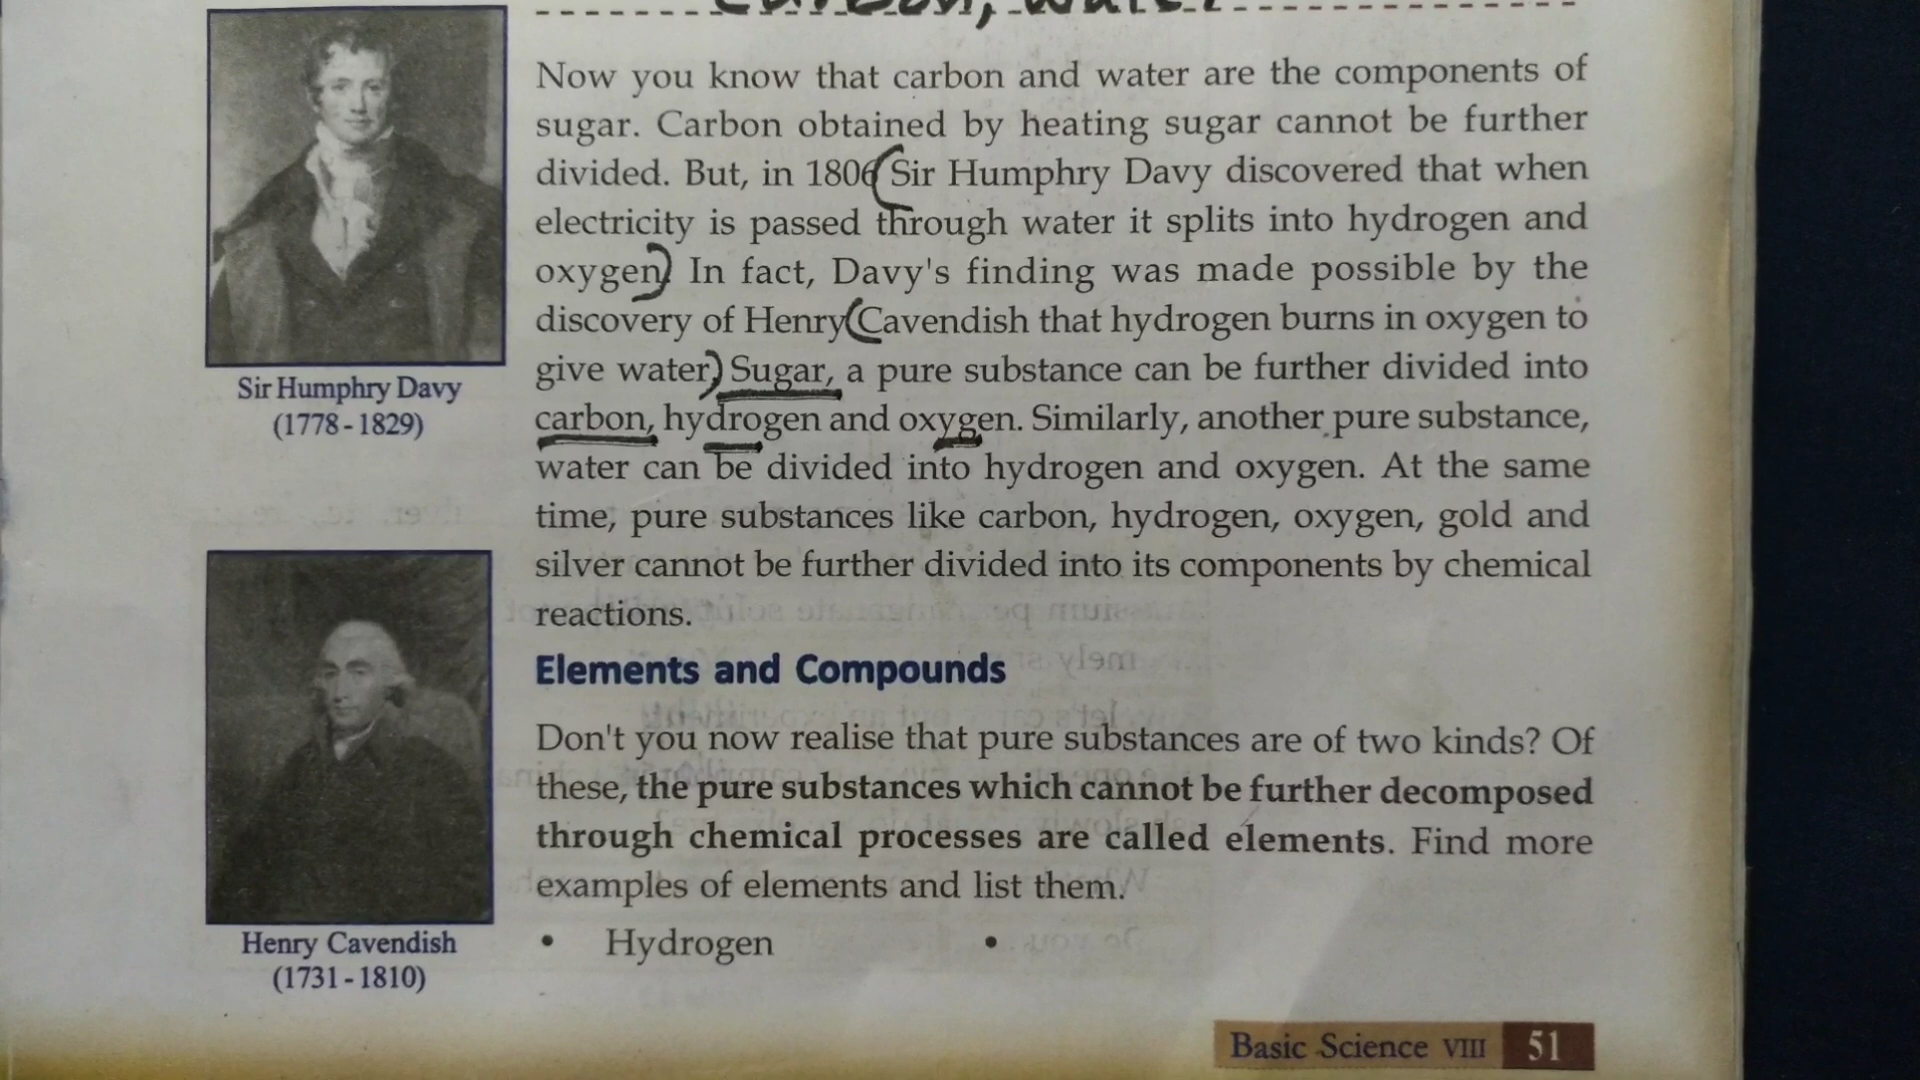 Carbon, water
Now you know that carbon and water are the components of
sugar. Carbon obtained by heating sugar cannot be further
divided. But, in 1806 Sir Humphry Davy discovered that when
electricity is passed through water it splits into hydrogen and
oxygen. In fact, Davy's finding was made possible by the
discovery of Henry Cavendish that hydrogen burns in oxygen to
give water. Sugar, a pure substance can be further divided into
carbon, hydrogen and oxygen. Similarly, another pure substance,
water can be divided into hydrogen and oxygen. At the same
time, pure substances like carbon, hydrogen, oxygen, gold and
silver cannot be further divided into its components by chemical
reactions.
Sir Humphry Davy
(1778 - 1829)
Elements and Compounds
Don't you now realise that pure substances are of two kinds? Of
these, the pure substances which cannot be further decomposed
through chemical processes are called elements. Find more
examples of elements and list them.
• Hydrogen •
Henry Cavendish
(1731 - 1810)
Basic Science VIII 51